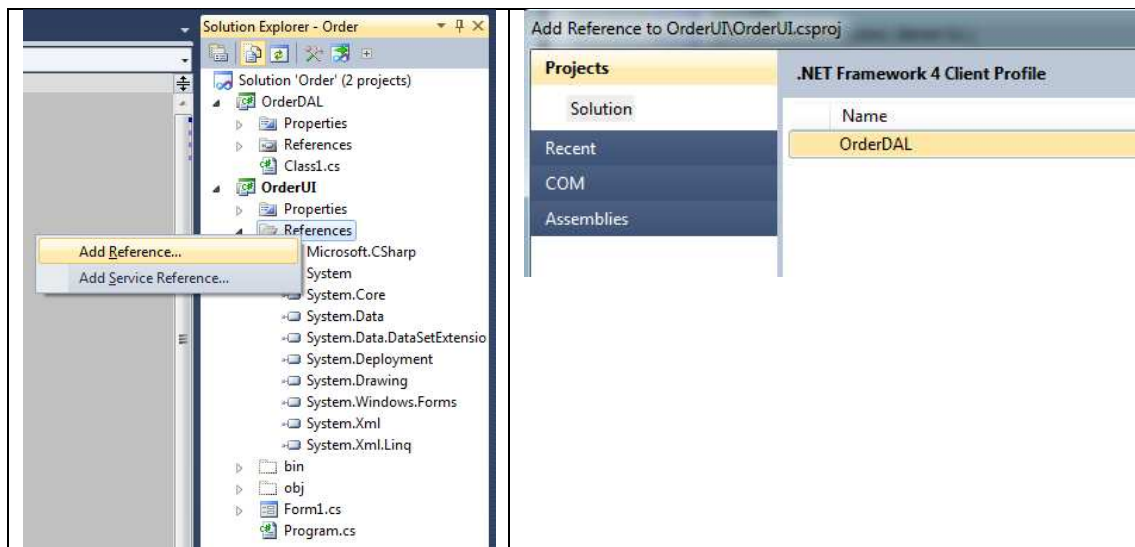 Solution Explorer - Order
Solution 'Order' (2 projects)
OrderDAL
Properties
References
Class1.cs
OrderUI
Properties
References
Add Reference...
Add Service Reference...
Microsoft.CSharp
System
System.Core
System.Data
System.Data.DataSetExtensio
System.Deployment
System.Drawing
System.Windows.Forms
System.Xml
System.Xml.Linq
bin
obj
Form1.cs
Program.cs
Add Reference to OrderUI\OrderUI.csproj
Projects
Solution
Recent
COM
Assemblies
.NET Framework 4 Client Profile
Name
OrderDAL